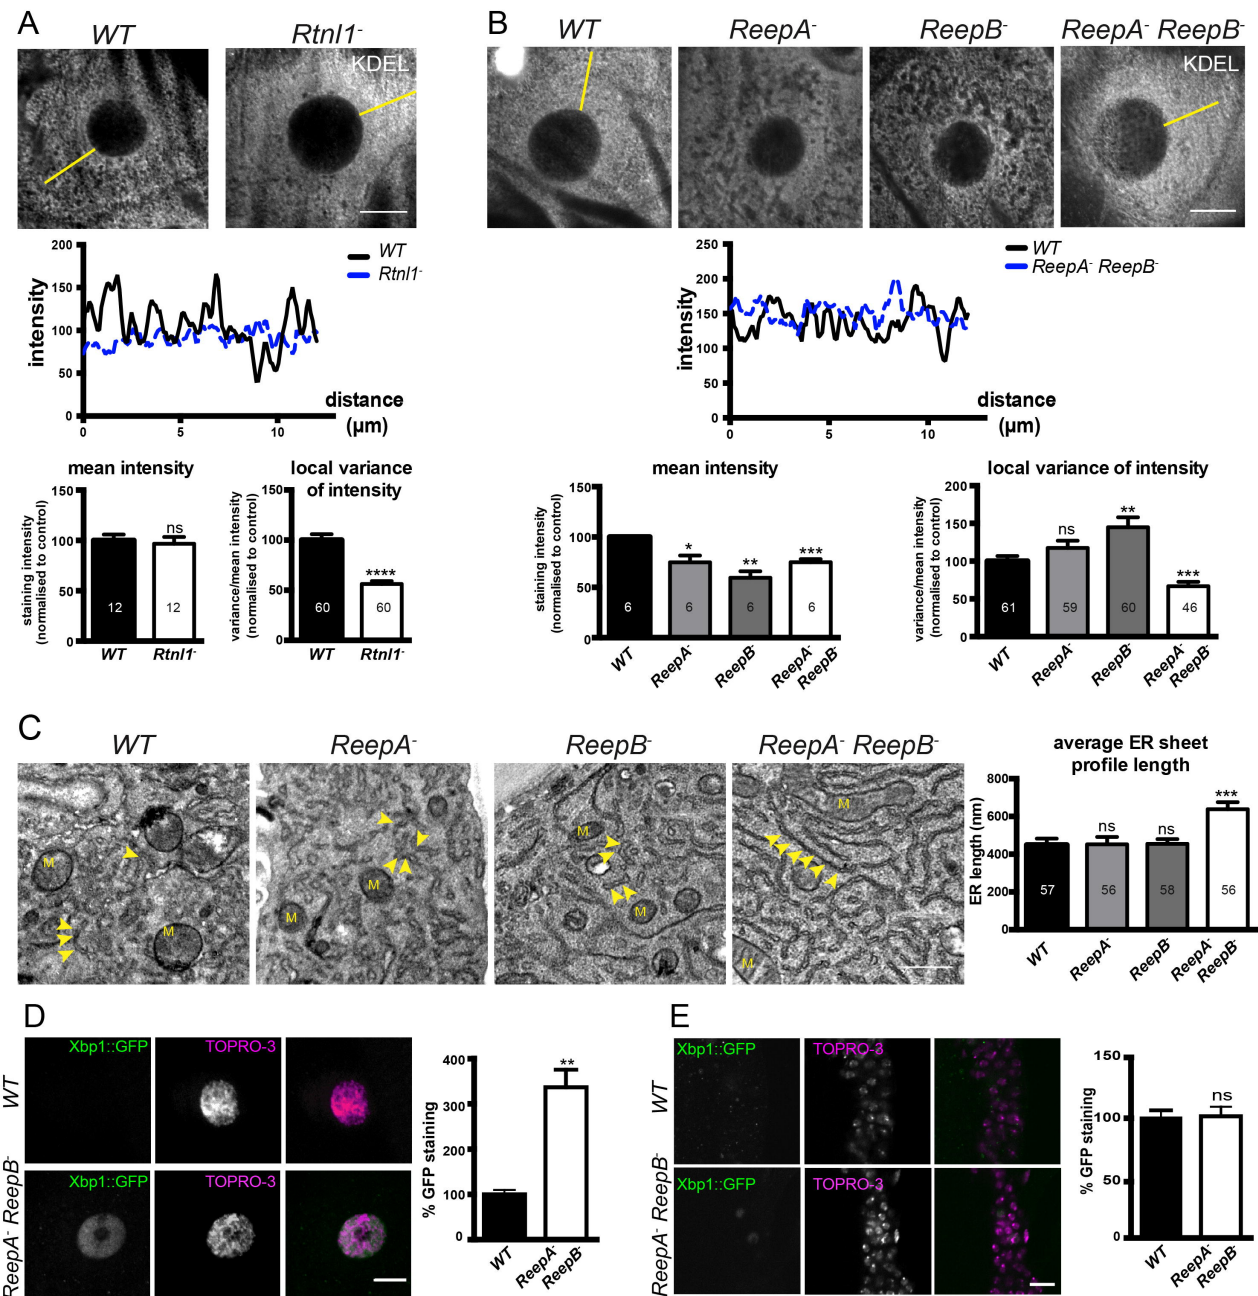 A
WT
Rtnl1-
KDEL
intensity
200
150
100
50
0
0
5
10
WT
Rtnl1-
distance
(µm)
mean intensity
staining intensity
(normalised to control)
150
100
50
0
12
ns
12
WT
Rtnl1-
local variance
of intensity
variance/mean intensity
(normalised to control)
150
100
50
0
60
****
60
WT
Rtnl1-
B
WT
ReepA-
ReepB-
ReepA- ReepB-
KDEL
intensity
250
200
150
100
50
0
0
5
10
WT
ReepA- ReepB-
distance
(µm)
mean intensity
staining intensity
(normalised to control)
150
100
50
0
6
*
6
**
6
***
6
WT
ReepA-
ReepB-
ReepA-
ReepB-
local variance of intensity
variance/mean intensity
(normalised to control)
200
150
100
50
0
61
ns
59
**
60
***
46
WT
ReepA-
ReepB-
ReepA-
ReepB-
C
WT
ReepA-
ReepB-
ReepA- ReepB-
M
M
M
M
M
M
M
M
average ER sheet
profile length
ER length (nm)
800
600
400
200
0
57
ns
56
ns
58
***
56
WT
ReepA-
ReepB-
ReepA-
ReepB-
D
WT
Xbp1::GFP
TOPRO-3
ReepA- ReepB-
Xbp1::GFP
TOPRO-3
% GFP staining
400
300
200
100
0
**
WT
ReepA-
ReepB-
E
WT
Xbp1::GFP
TOPRO-3
ReepA- ReepB-
Xbp1::GFP
TOPRO-3
% GFP staining
150
100
50
0
ns
WT
ReepA-
ReepB-